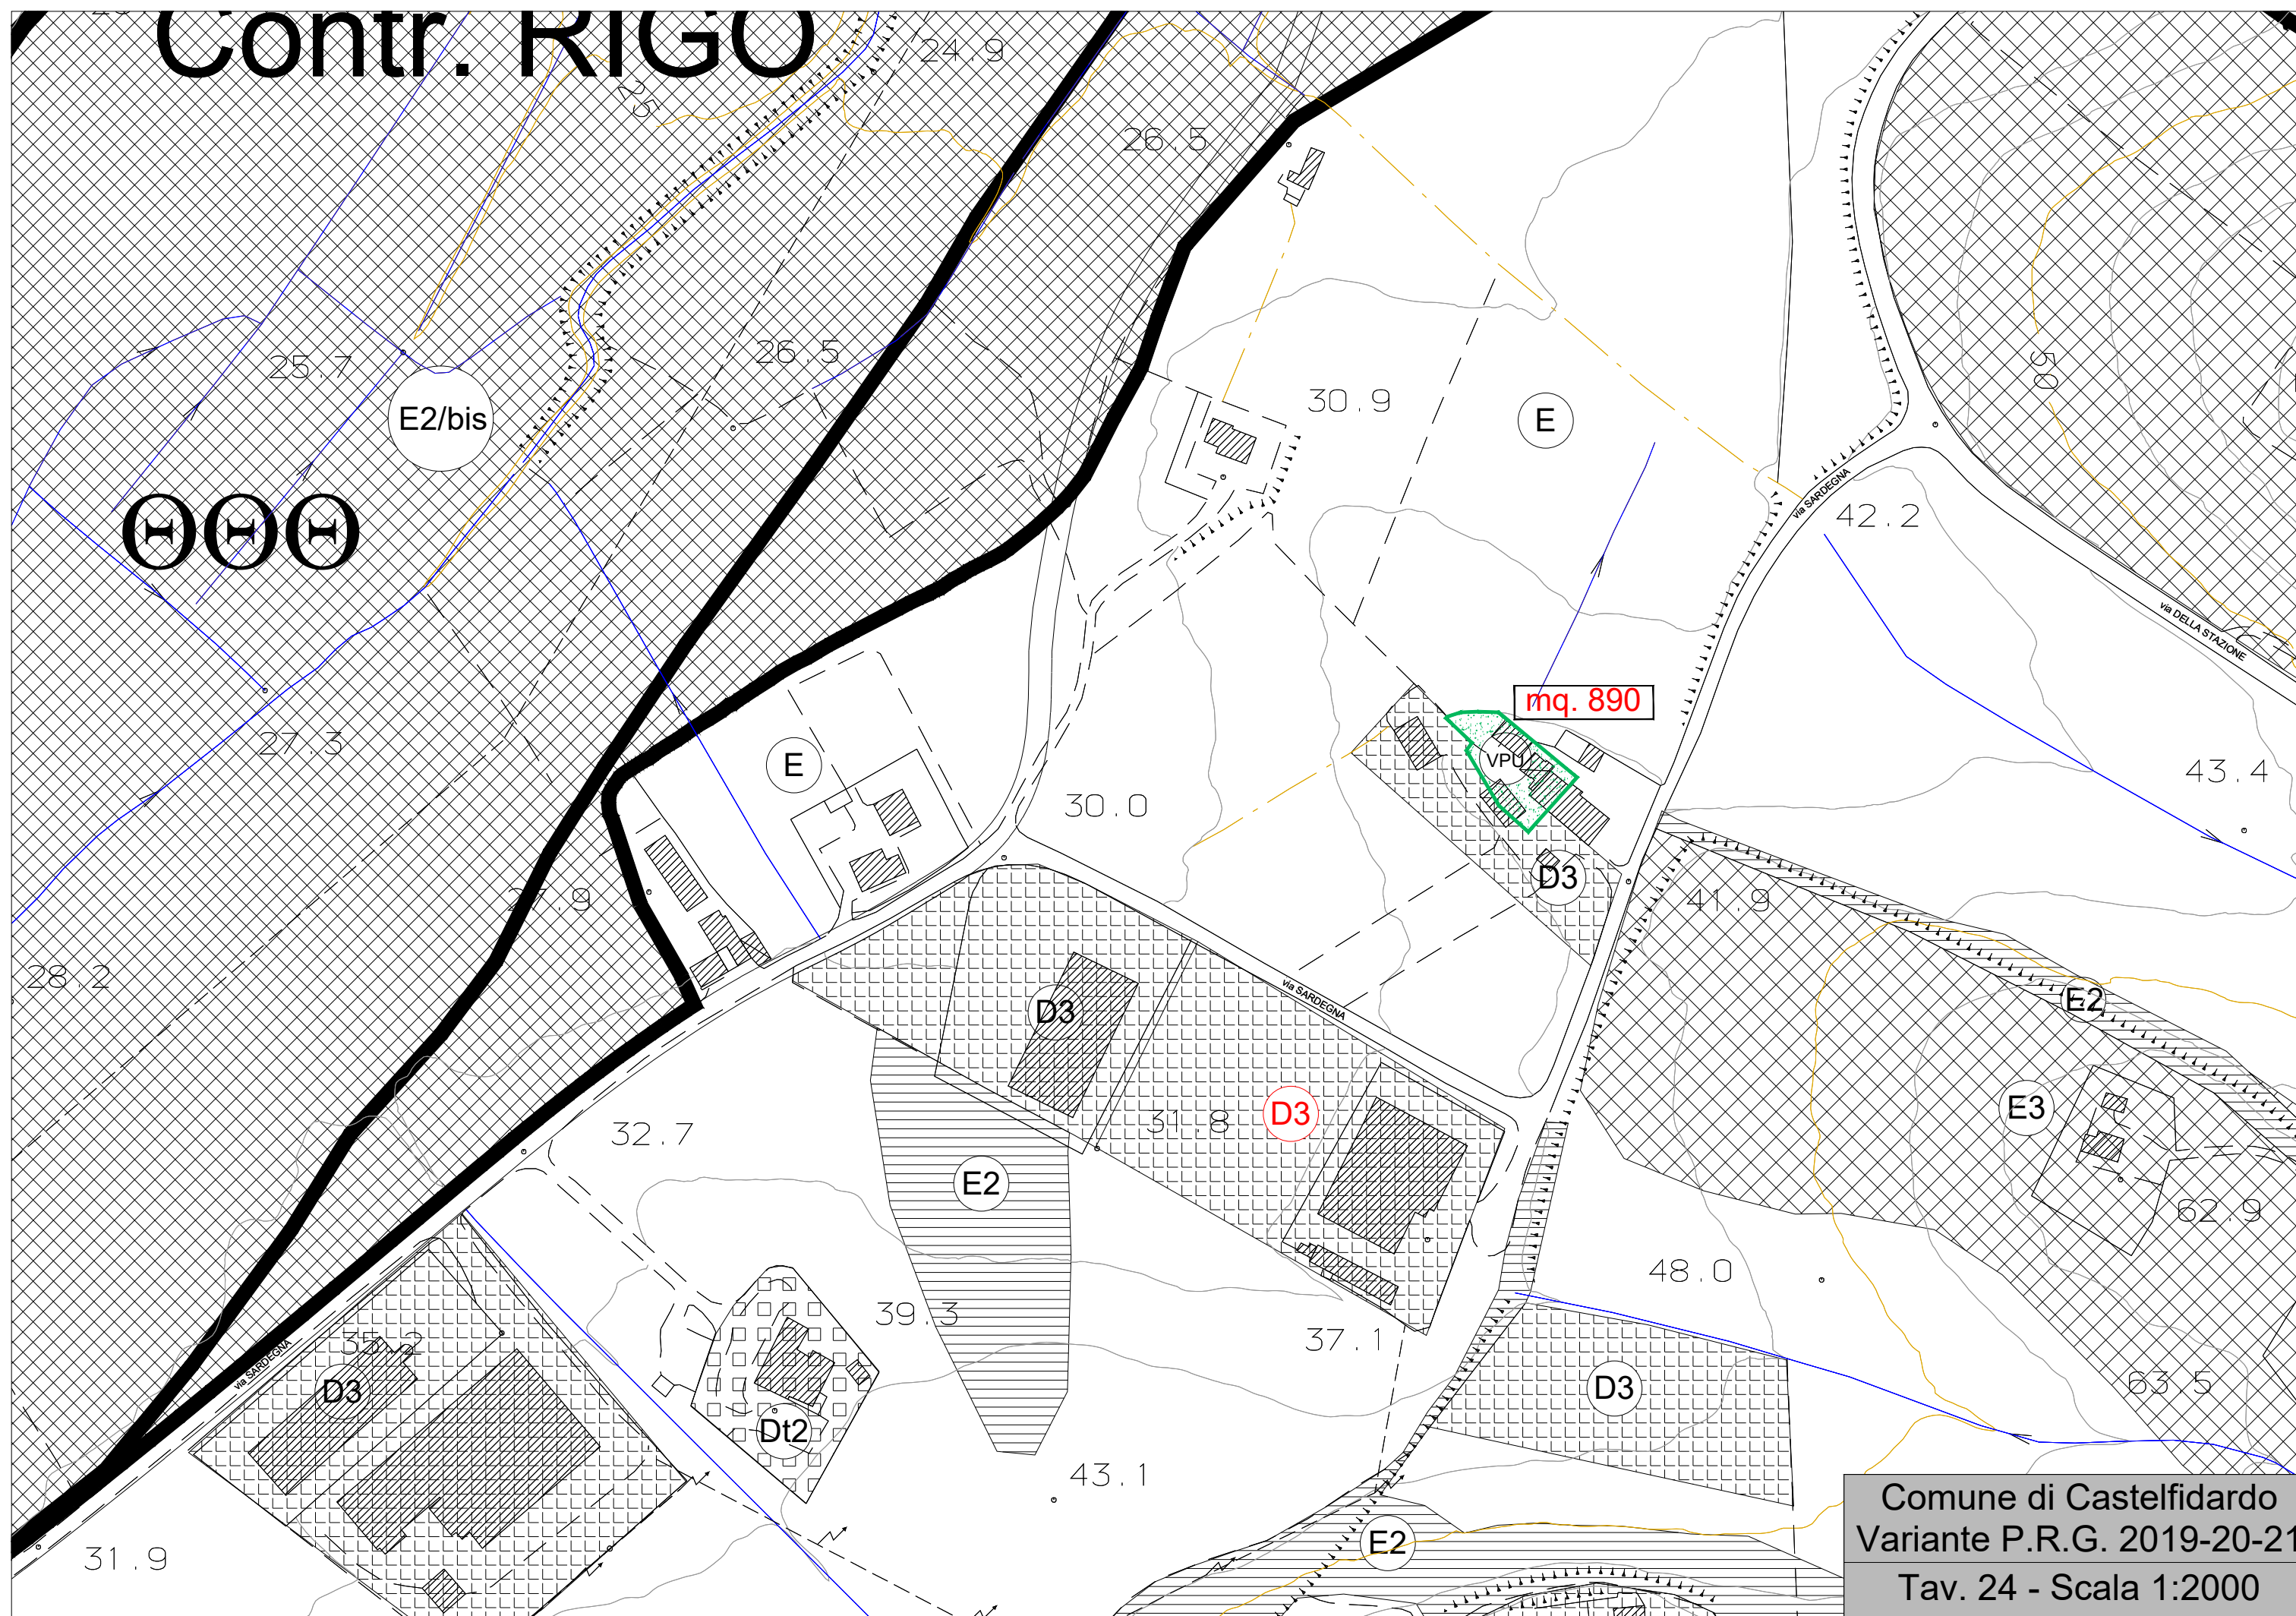 Contr. RIGO
24.9
25
26.5
26.5
25.7
E2/bis
30.9
E
50
via SARDEGNA
42.2
ΘΘΘ
via DELLA STAZIONE
mq. 890
27.3
E
VPU
43.4
30.0
D3
27.9
41.9
28.2
via SARDEGNA
E2
D3
D3
31.8
E3
32.7
E2
62.9
48.0
39.3
37.1
35.2
via SARDEGNA
D3
D3
63.5
Dt2
43.1
E2
31.9
Comune di Castelfidardo
Variante P.R.G. 2019-20-21
Tav. 24 - Scala 1:2000